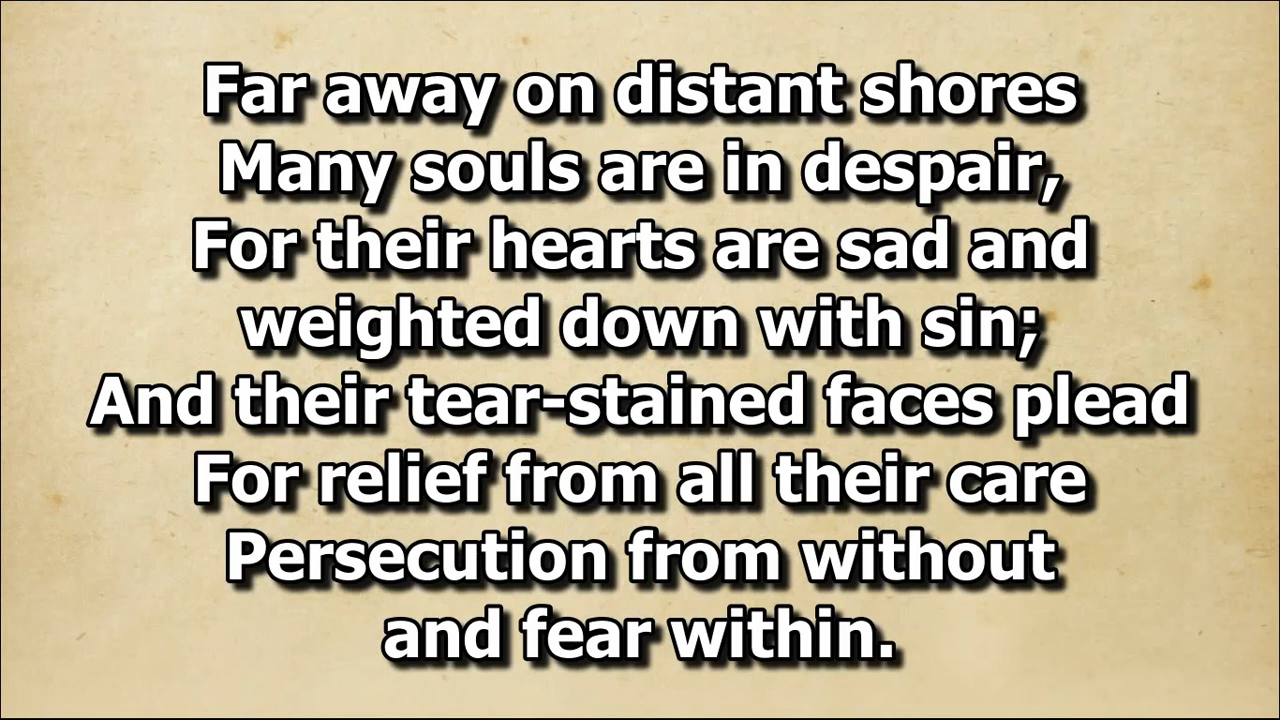 Far away on distant shores
Many souls are in despair,
For their hearts are sad and
weighted down with sin;
And their tear-stained faces plead
For relief from all their care
Persecution from without
and fear within.